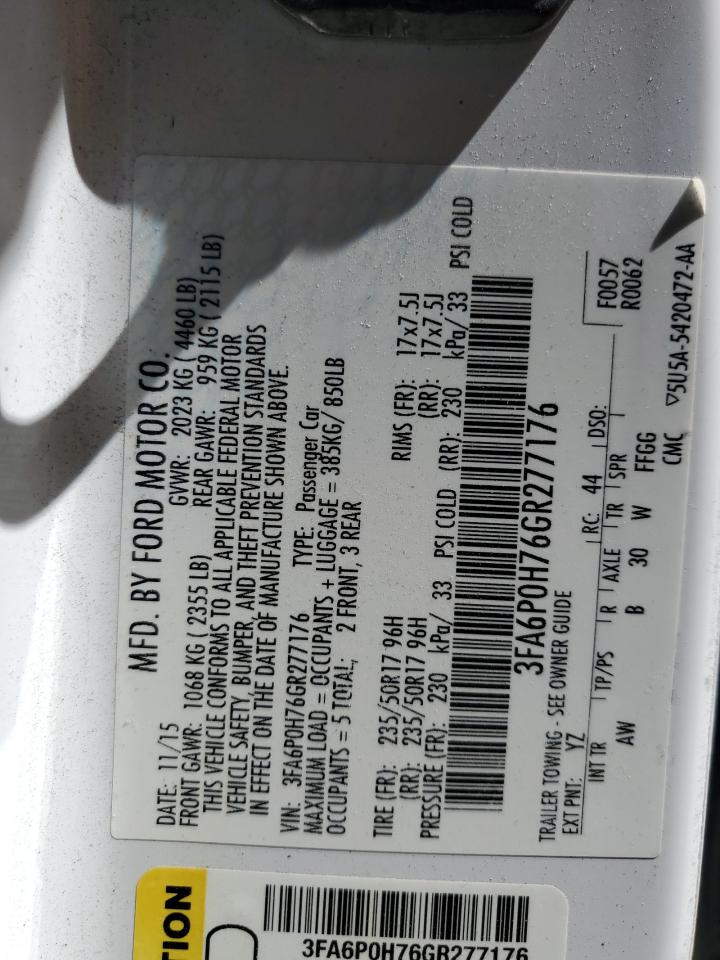 MFD. BY FORD MOTOR CO.
DATE: 11/15 GVWR: 2023 KG ( 4460 LB)
FRONT GAWR: 1068 KG ( 2355 LB) REAR GAWR: 959 KG ( 2115 LB)
THIS VEHICLE CONFORMS TO ALL APPLICABLE FEDERAL MOTOR
VEHICLE SAFETY, BUMPER, AND THEFT PREVENTION STANDARDS
IN EFFECT ON THE DATE OF MANUFACTURE SHOWN ABOVE.
VIN: 3FA6P0H76GR277176 TYPE: Passenger Car
MAXIMUM LOAD = OCCUPANTS + LUGGAGE = 385KG/ 850LB
OCCUPANTS = 5 TOTAL; 2 FRONT, 3 REAR
TIRE (FR): 235/50R17 96H RIMS (FR): 17x7.5J
(RR): 235/50R17 96H (RR): 17x7.5J
PRESSURE (FR): 230 kPa/ 33 PSI COLD (RR): 230 kPa/ 33 PSI COLD
3FA6P0H76GR277176
TRAILER TOWING - SEE OWNER GUIDE
EXT PNT: YZ RC: 44 DSO: F0057
R0062
INT TR TP/PS R AXLE TR SPR
AW B 30 W FFGG
CMC ▽5U5A-5420472-AA
TION
3FA6P0H76GR277176